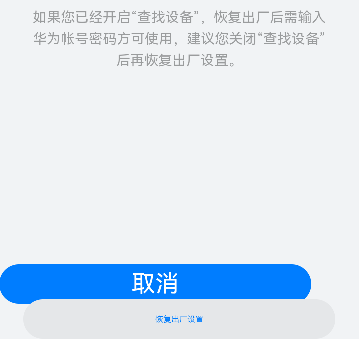 如果您已经开启“查找设备”，恢复出厂后需输入
华为帐号密码方可使用，建议您关闭“查找设备”
后再恢复出厂设置。
取消
恢复出厂设置